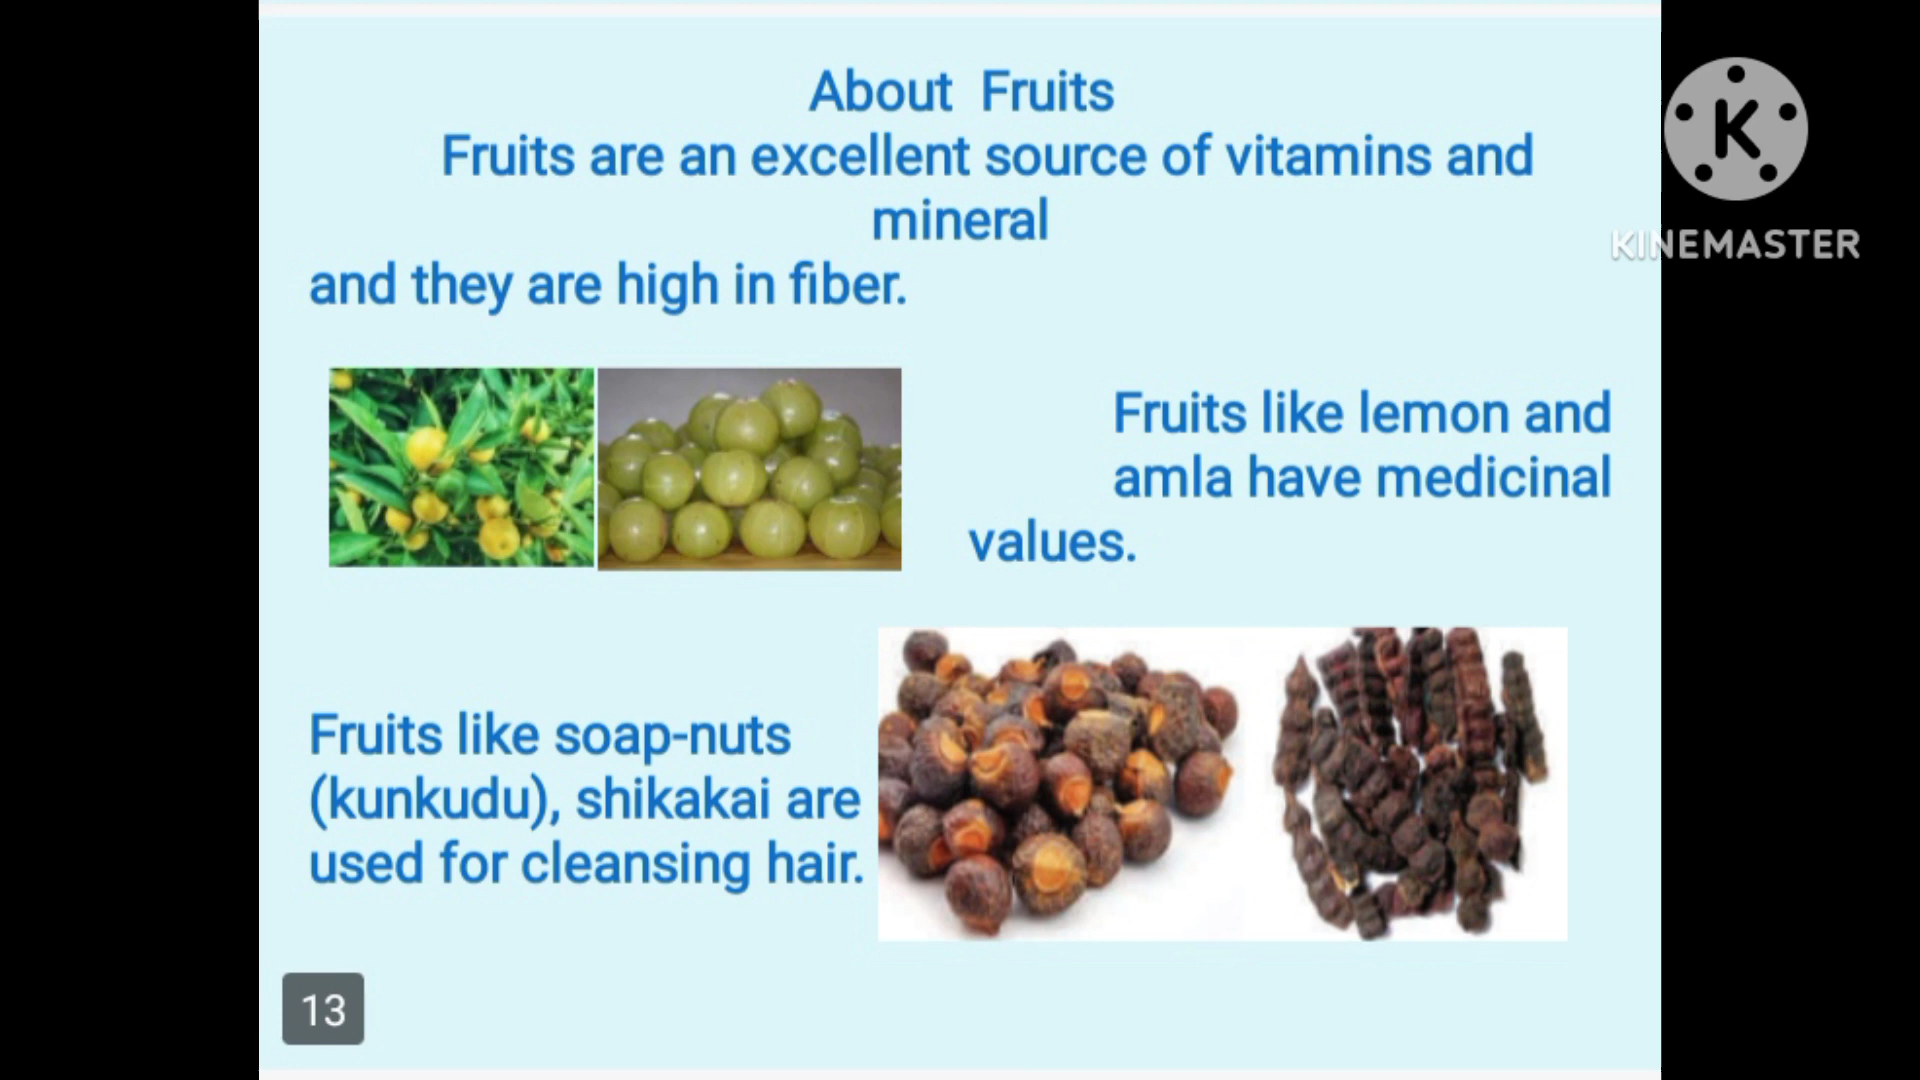 About Fruits
Fruits are an excellent source of vitamins and
mineral
and they are high in fiber.
K
KINEMASTER
Fruits like lemon and
amla have medicinal
values.
Fruits like soap-nuts
(kunkudu), shikakai are
used for cleansing hair.
13